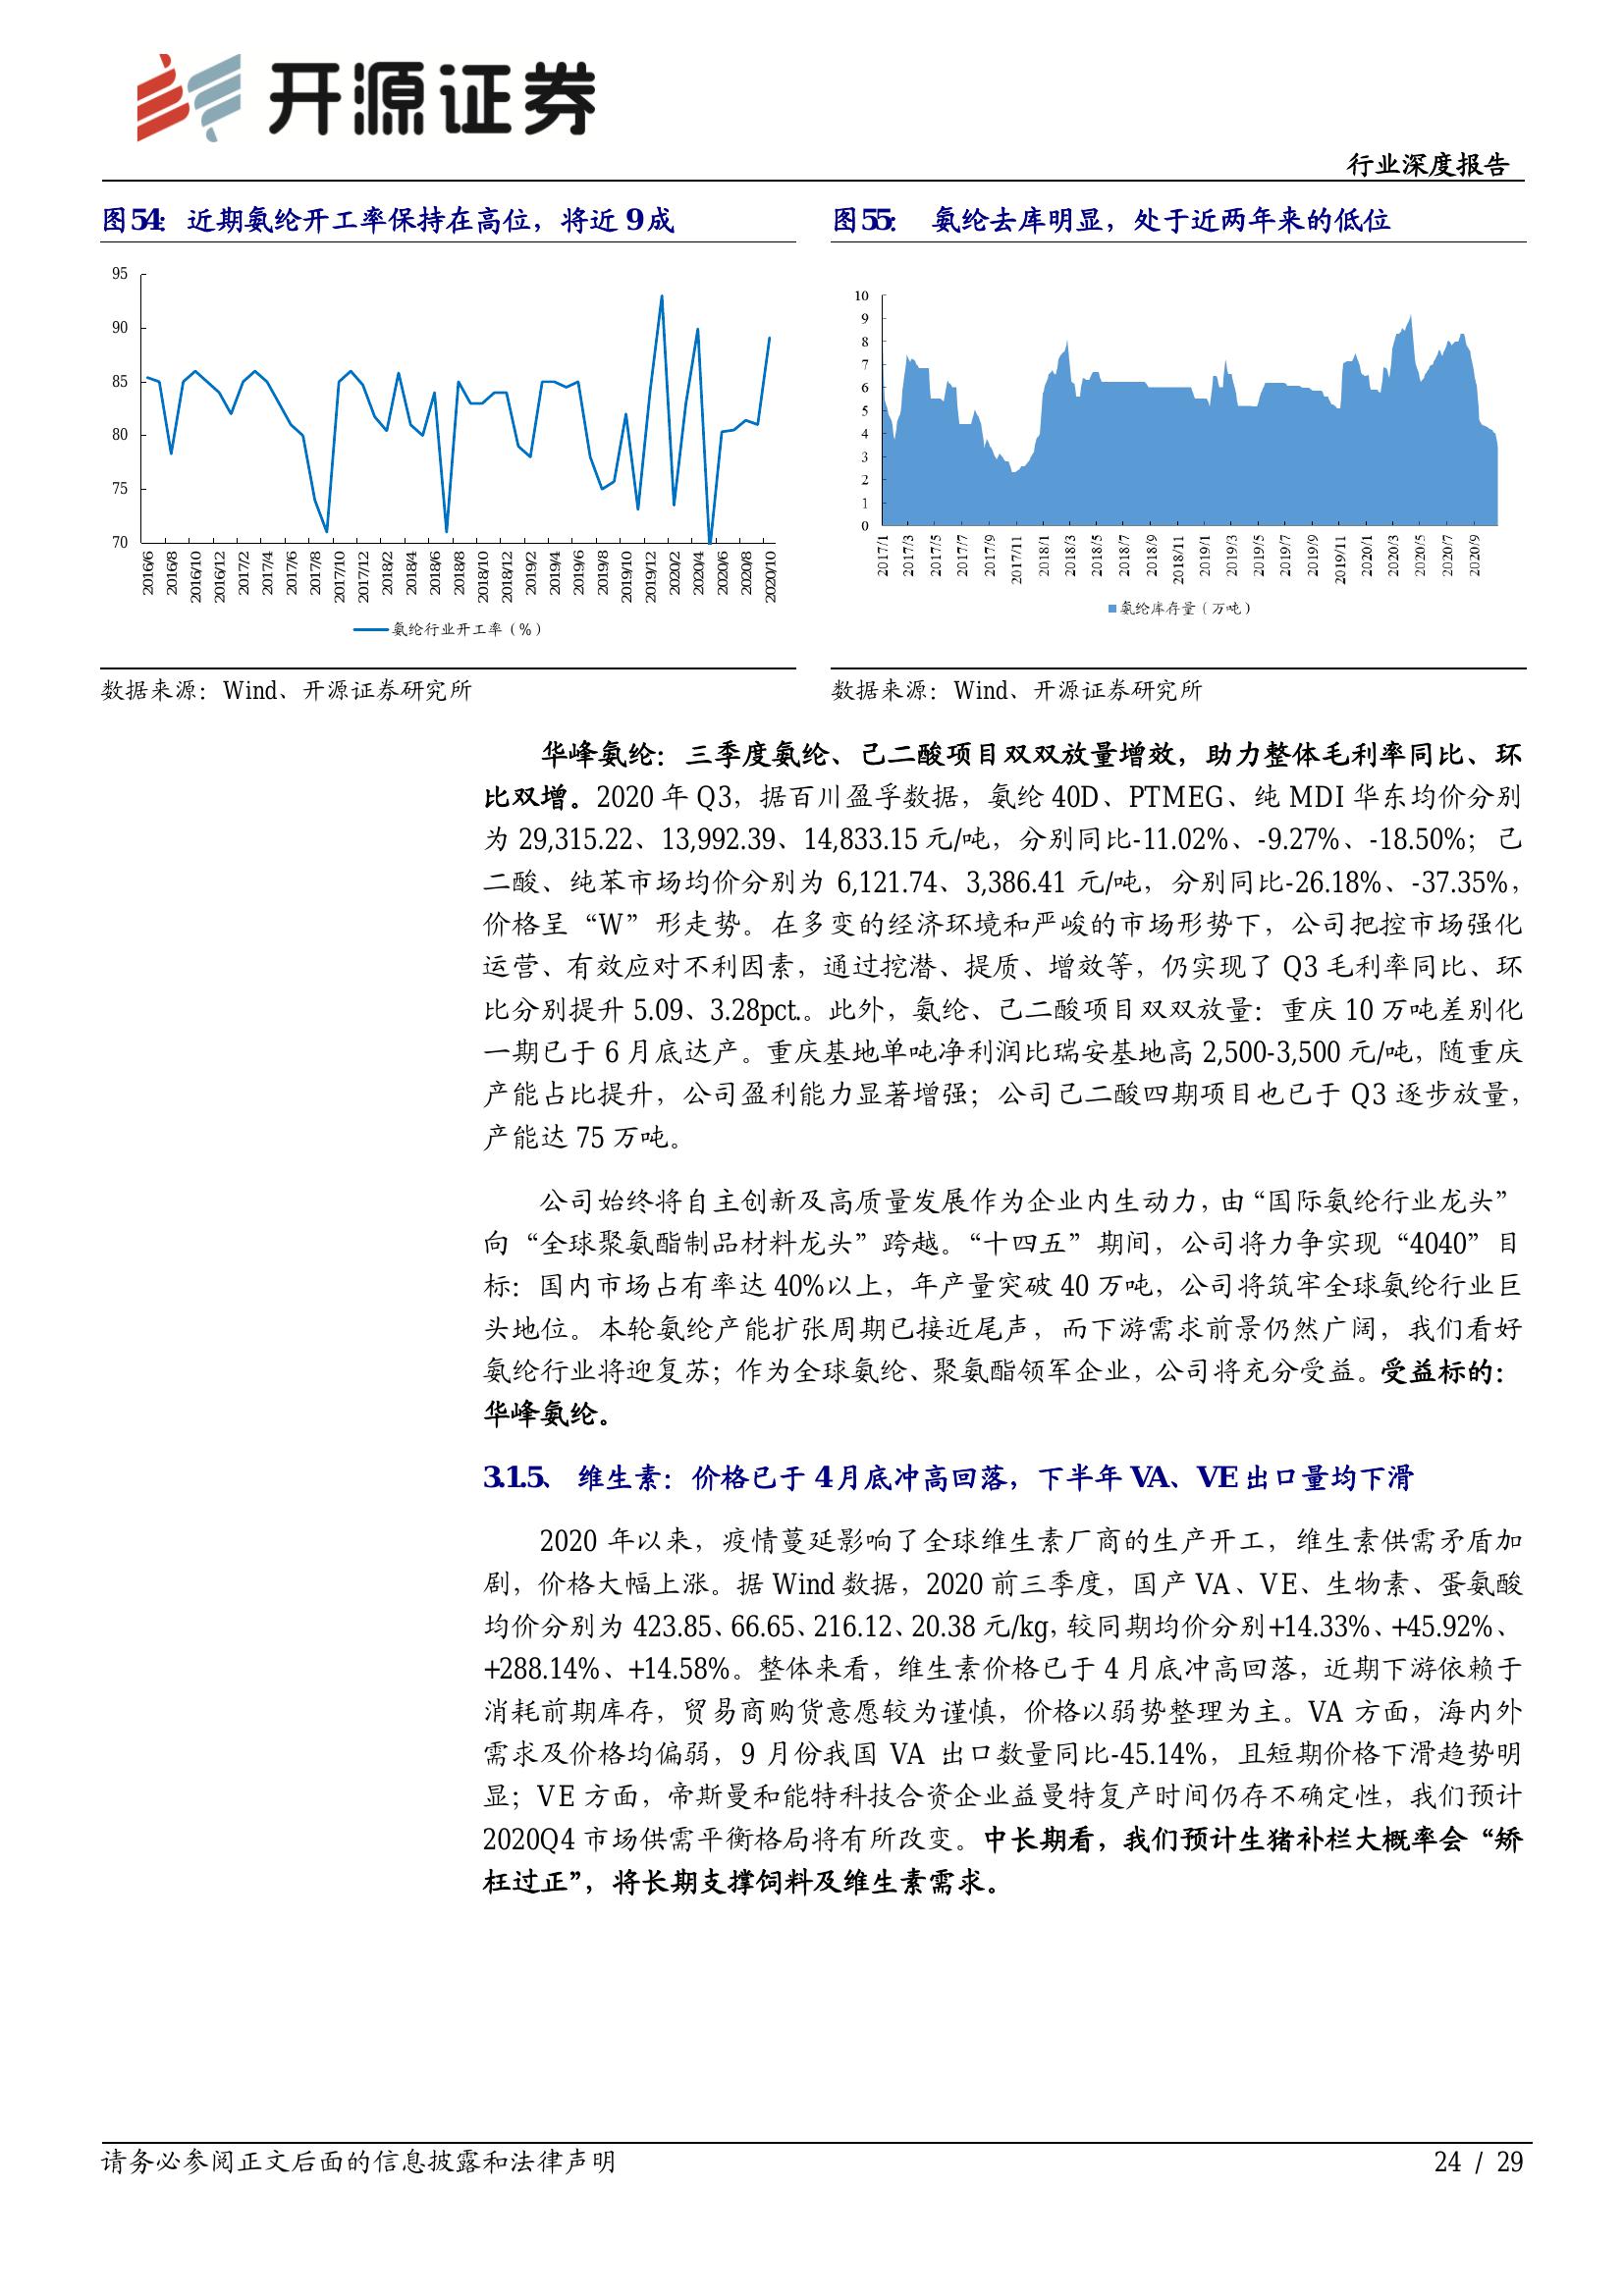 开源证券
行业深度报告
图54： 近期氨纶开工率保持在高位，将近 9成
95
90
85
80
75
70
2016/6
2016/8
2016/10
2016/12
2017/2
2017/4
2017/6
2017/8
2017/10
2017/12
2018/2
2018/4
2018/6
2018/8
2018/10
2018/12
2019/2
2019/4
2019/6
2019/8
2019/10
2019/12
2020/2
2020/4
2020/6
2020/8
2020/10
氨纶行业开工率（%）
数据来源：Wind、开源证券研究所
图55： 氨纶去库明显，处于近两年来的低位
10
9
8
7
6
5
4
3
2
1
0
2017/1
2017/3
2017/5
2017/7
2017/9
2017/11
2018/1
2018/3
2018/5
2018/7
2018/9
2018/11
2019/1
2019/3
2019/5
2019/7
2019/9
2019/11
2020/1
2020/3
2020/5
2020/7
2020/9
氨纶库存量（万吨）
数据来源：Wind、开源证券研究所
华峰氨纶：三季度氨纶、己二酸项目双双放量增效，助力整体毛利率同比、环
比双增。2020 年 Q3，据百川盈孚数据，氨纶 40D、PTMEG、纯 MDI 华东均价分别
为 29,315.22、13,992.39、14,833.15 元/吨，分别同比-11.02%、-9.27%、-18.50%；己
二酸、纯苯市场均价分别为 6,121.74、3,386.41 元/吨，分别同比-26.18%、-37.35%，
价格呈“W”形走势。在多变的经济环境和严峻的市场形势下，公司把控市场强化
运营、有效应对不利因素，通过挖潜、提质、增效等，仍实现了 Q3 毛利率同比、环
比分别提升 5.09、3.28pct.。此外，氨纶、己二酸项目双双放量：重庆 10 万吨差别化
一期已于 6 月底达产。重庆基地单吨净利润比瑞安基地高 2,500-3,500 元/吨，随重庆
产能占比提升，公司盈利能力显著增强；公司己二酸四期项目也已于 Q3 逐步放量，
产能达 75 万吨。
公司始终将自主创新及高质量发展作为企业内生动力，由“国际氨纶行业龙头”
向“全球聚氨酯制品材料龙头”跨越。“十四五”期间，公司将力争实现“4040”目
标：国内市场占有率达 40%以上，年产量突破 40 万吨，公司将筑牢全球氨纶行业巨
头地位。本轮氨纶产能扩张周期已接近尾声，而下游需求前景仍然广阔，我们看好
氨纶行业将迎复苏；作为全球氨纶、聚氨酯领军企业，公司将充分受益。受益标的：
华峰氨纶。
3.1.5、 维生素：价格已于 4月底冲高回落，下半年 VA、VE 出口量均下滑
2020 年以来，疫情蔓延影响了全球维生素厂商的生产开工，维生素供需矛盾加
剧，价格大幅上涨。据 Wind 数据，2020 前三季度，国产 VA、VE、生物素、蛋氨酸
均价分别为 423.85、66.65、216.12、20.38 元/kg，较同期均价分别+14.33%、+45.92%、
+288.14%、+14.58%。整体来看，维生素价格已于 4 月底冲高回落，近期下游依赖于
消耗前期库存，贸易商购货意愿较为谨慎，价格以弱势整理为主。VA 方面，海内外
需求及价格均偏弱，9 月份我国 VA 出口数量同比-45.14%，且短期价格下滑趋势明
显；VE 方面，帝斯曼和能特科技合资企业益曼特复产时间仍存不确定性，我们预计
2020Q4 市场供需平衡格局将有所改变。中长期看，我们预计生猪补栏大概率会“矫
枉过正”，将长期支撑饲料及维生素需求。
请务必参阅正文后面的信息披露和法律声明
24 / 29